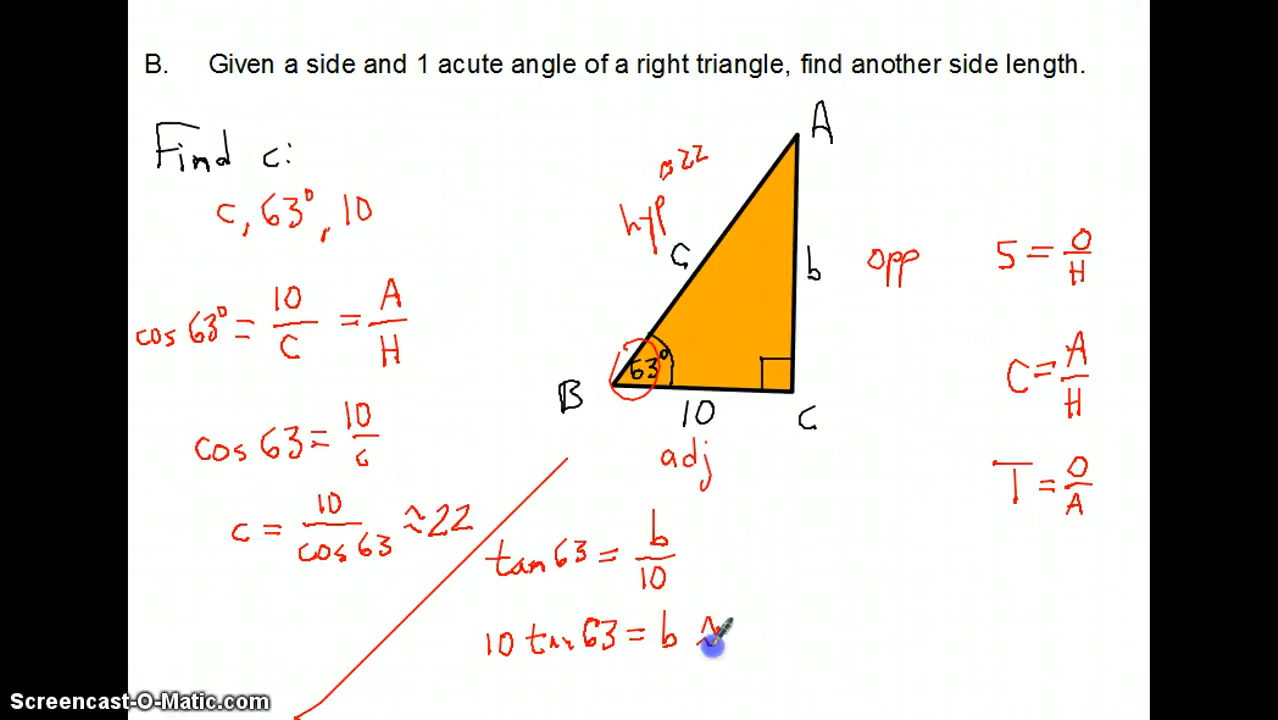 B. Given a side and 1 acute angle of a right triangle, find another side length.
Find c:
c, 63°, 10
cos 63° = 10/c = A/H
cos 63 = 10/c
c = 10/cos 63 ≈ 22
A
≈22
hyp
c
b
opp
63°
B
10
C
adj
tan 63 = b/10
10 tan 63 = b ≈
S = O/H
C = A/H
T = O/A
Screencast-O-Matic.com